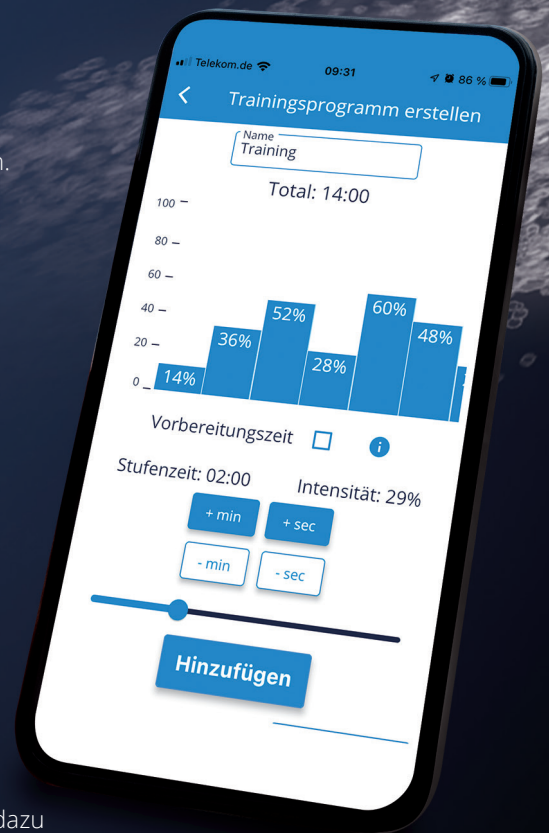 Telekom.de 09:31 86 %
Trainingsprogramm erstellen
n.
Name
Training
Total: 14:00
100
80
60
40
20
0
14% 36% 52% 28% 60% 48%
Vorbereitungszeit i
Stufenzeit: 02:00 Intensität: 29%
+ min + sec
- min - sec
Hinzufügen
dazu